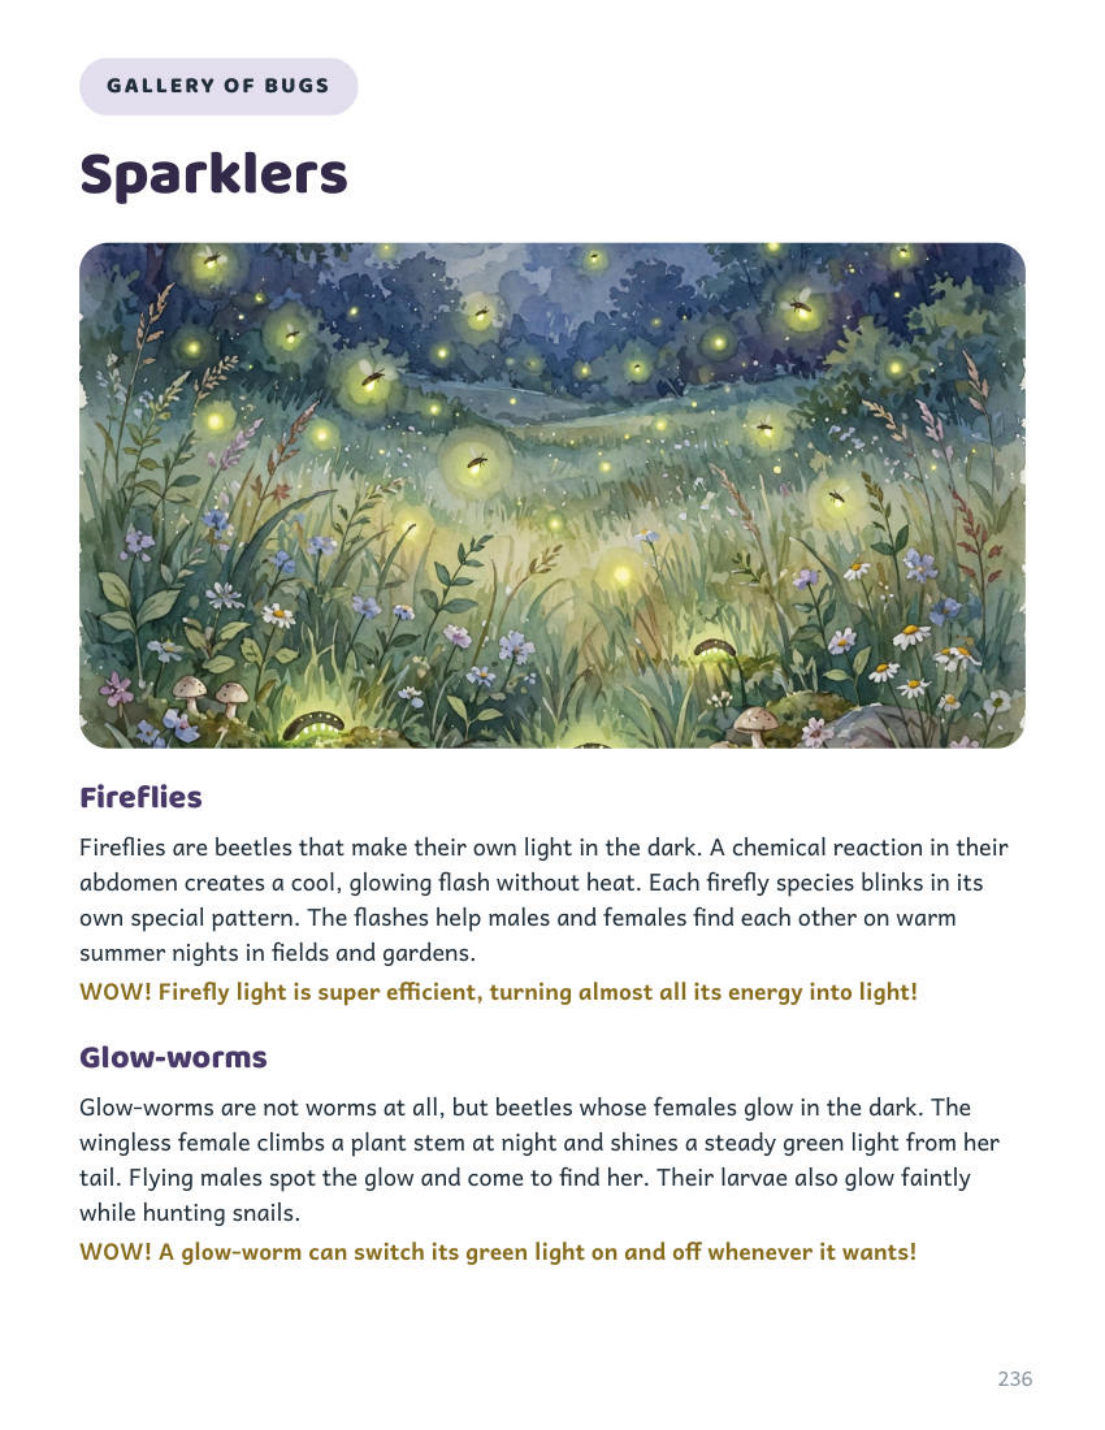 GALLERY OF BUGS
Sparklers
Fireflies
Fireflies are beetles that make their own light in the dark. A chemical reaction in their
abdomen creates a cool, glowing flash without heat. Each firefly species blinks in its
own special pattern. The flashes help males and females find each other on warm
summer nights in fields and gardens.
WOW! Firefly light is super efficient, turning almost all its energy into light!
Glow-worms
Glow-worms are not worms at all, but beetles whose females glow in the dark. The
wingless female climbs a plant stem at night and shines a steady green light from her
tail. Flying males spot the glow and come to find her. Their larvae also glow faintly
while hunting snails.
WOW! A glow-worm can switch its green light on and off whenever it wants!
236